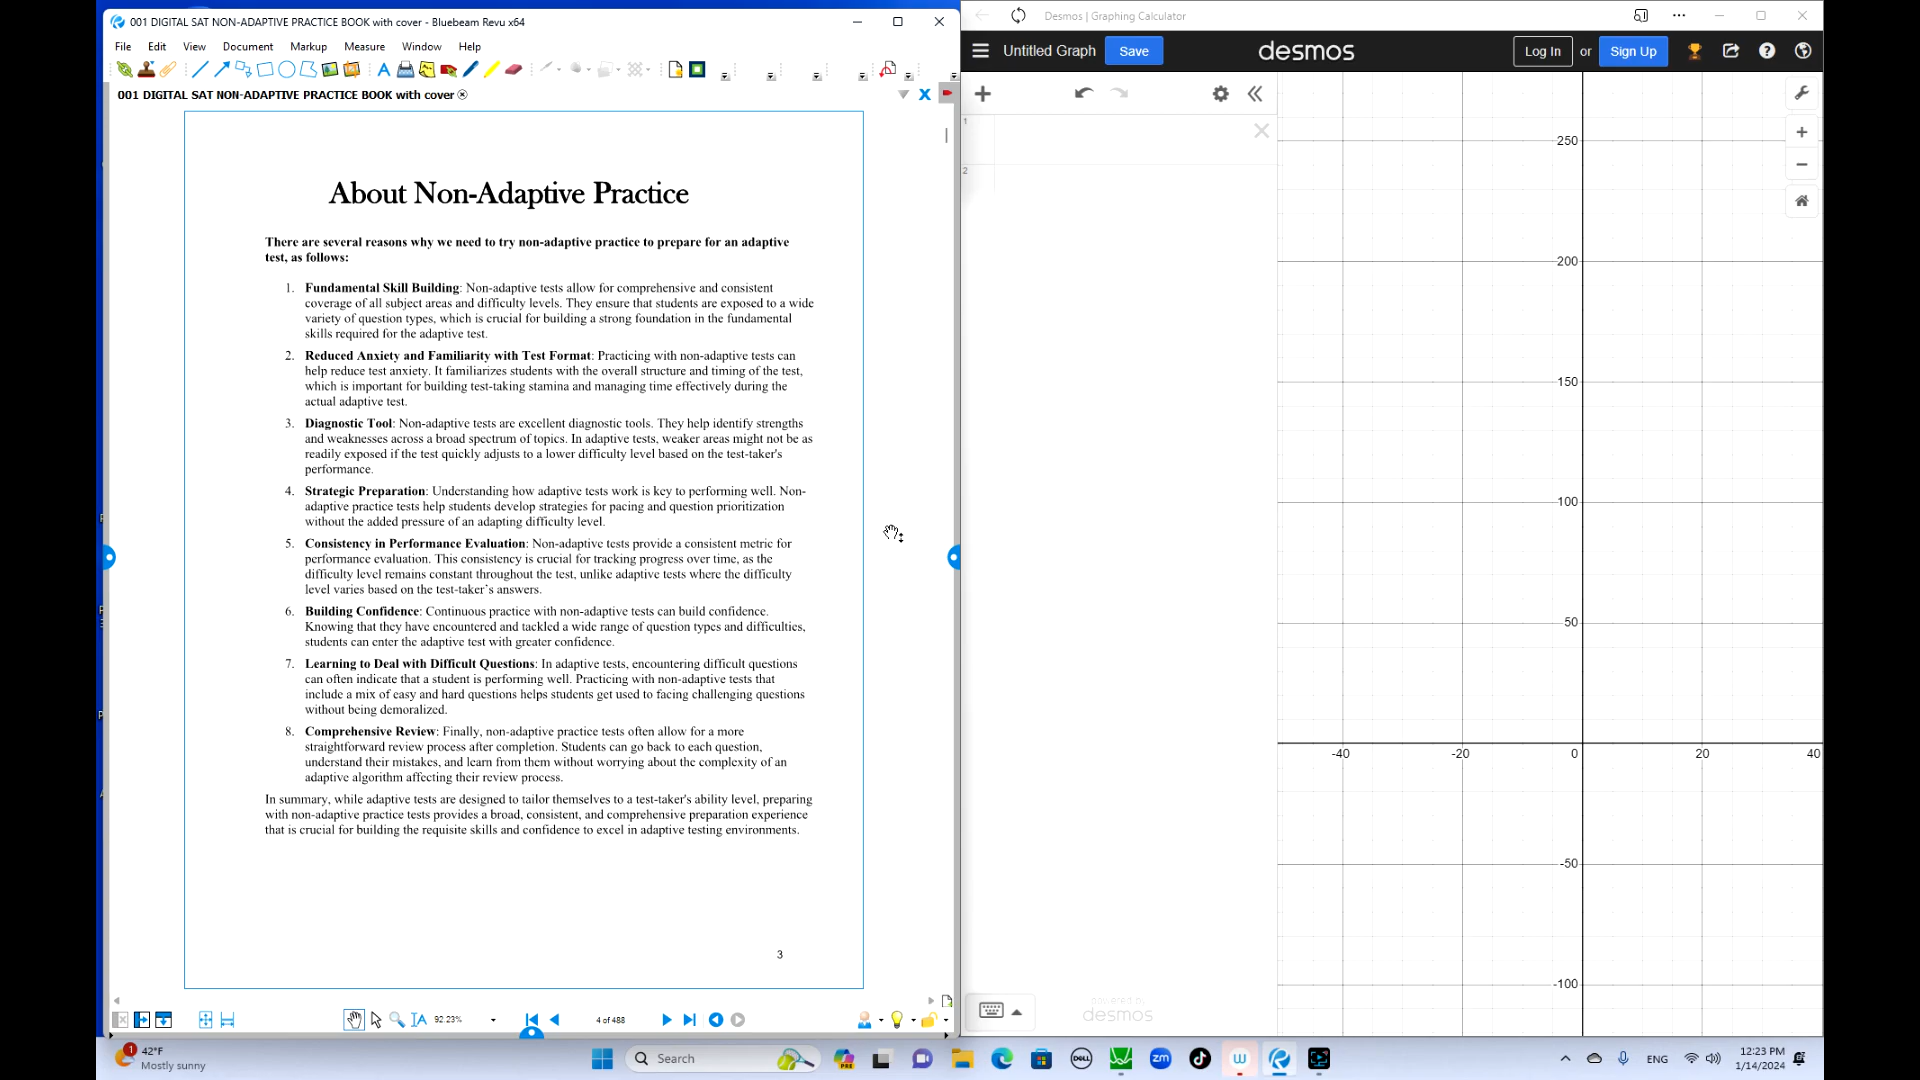 001 DIGITAL SAT NON-ADAPTIVE PRACTICE BOOK with cover - Bluebeam Revu x64
File Edit View Document Markup Measure Window Help
001 DIGITAL SAT NON-ADAPTIVE PRACTICE BOOK with cover
About Non-Adaptive Practice
There are several reasons why we need to try non-adaptive practice to prepare for an adaptive
test, as follows:
1. Fundamental Skill Building: Non-adaptive tests allow for comprehensive and consistent
coverage of all subject areas and difficulty levels. They ensure that students are exposed to a wide
variety of question types, which is crucial for building a strong foundation in the fundamental
skills required for the adaptive test.
2. Reduced Anxiety and Familiarity with Test Format: Practicing with non-adaptive tests can
help reduce test anxiety. It familiarizes students with the overall structure and timing of the test,
which is important for building test-taking stamina and managing time effectively during the
actual adaptive test.
3. Diagnostic Tool: Non-adaptive tests are excellent diagnostic tools. They help identify strengths
and weaknesses across a broad spectrum of topics. In adaptive tests, weaker areas might not be as
readily exposed if the test quickly adjusts to a lower difficulty level based on the test-taker's
performance.
4. Strategic Preparation: Understanding how adaptive tests work is key to performing well. Non-
adaptive practice tests help students develop strategies for pacing and question prioritization
without the added pressure of an adapting difficulty level.
5. Consistency in Performance Evaluation: Non-adaptive tests provide a consistent metric for
performance evaluation. This consistency is crucial for tracking progress over time, as the
difficulty level remains constant throughout the test, unlike adaptive tests where the difficulty
level varies based on the test-taker's answers.
6. Building Confidence: Continuous practice with non-adaptive tests can build confidence.
Knowing that they have encountered and tackled a wide range of question types and difficulties,
students can enter the adaptive test with greater confidence.
7. Learning to Deal with Difficult Questions: In adaptive tests, encountering difficult questions
can often indicate that a student is performing well. Practicing with non-adaptive tests that
include a mix of easy and hard questions helps students get used to facing challenging questions
without being demoralized.
8. Comprehensive Review: Finally, non-adaptive practice tests often allow for a more
straightforward review process after completion. Students can go back to each question,
understand their mistakes, and learn from them without worrying about the complexity of an
adaptive algorithm affecting their review process.
In summary, while adaptive tests are designed to tailor themselves to a test-taker's ability level, preparing
with non-adaptive practice tests provides a broad, consistent, and comprehensive preparation experience
that is crucial for building the requisite skills and confidence to excel in adaptive testing environments.
3
92.23%
4 of 488
Desmos | Graphing Calculator
Untitled Graph Save desmos Log In or Sign Up
1
2
250
200
150
100
50
-40 -20 0 20 40
-50
-100
powered by
desmos
1 42°F
Mostly sunny
Search
PRE
DELL
zm
ENG
12:23 PM
1/14/2024